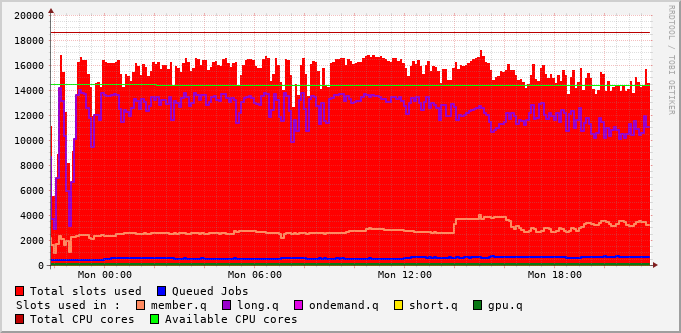 20000
18000
16000
14000
12000
10000
8000
6000
4000
2000
0
Mon 00:00 Mon 06:00 Mon 12:00 Mon 18:00
RRDTOOL / TOBI OETIKER
Total slots used Queued Jobs
Slots used in : member.q long.q ondemand.q short.q gpu.q
Total CPU cores Available CPU cores